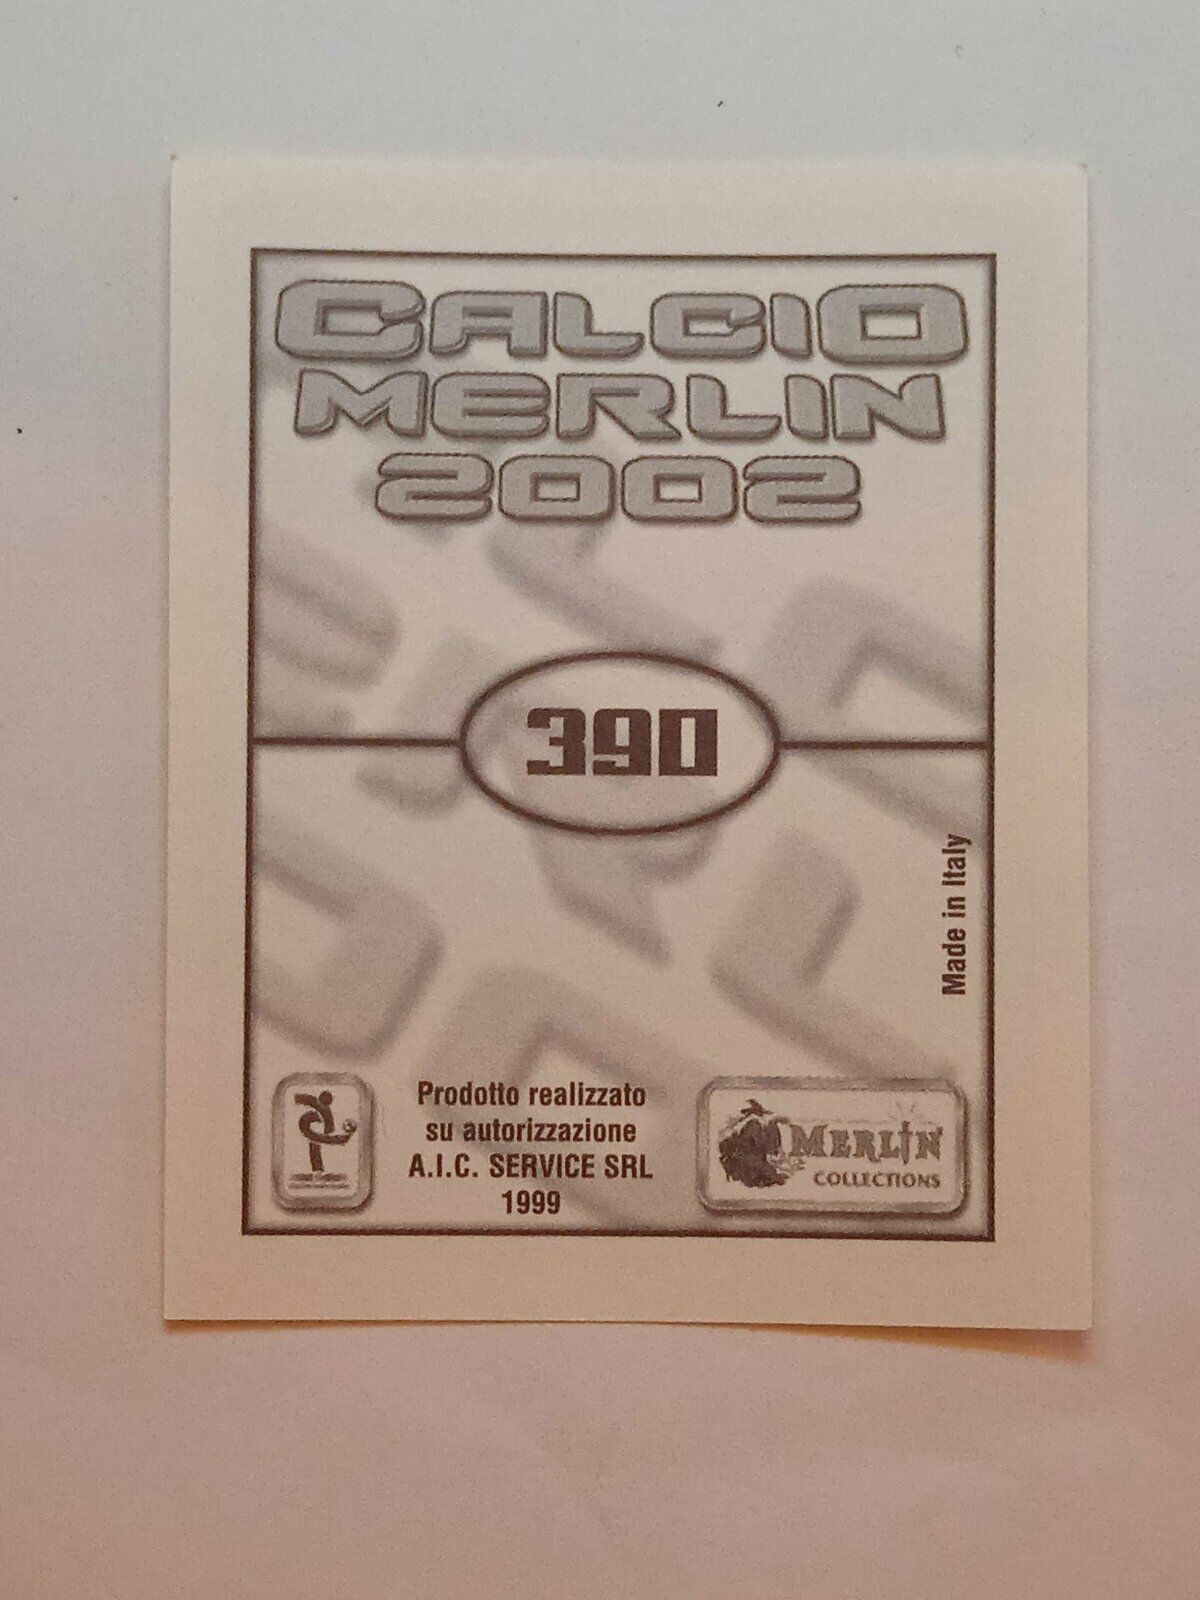 CALCIO
MERLIN
2002
390
Made in Italy
Prodotto realizzato
su autorizzazione
A.I.C. SERVICE SRL
1999
MERLIN
COLLECTIONS